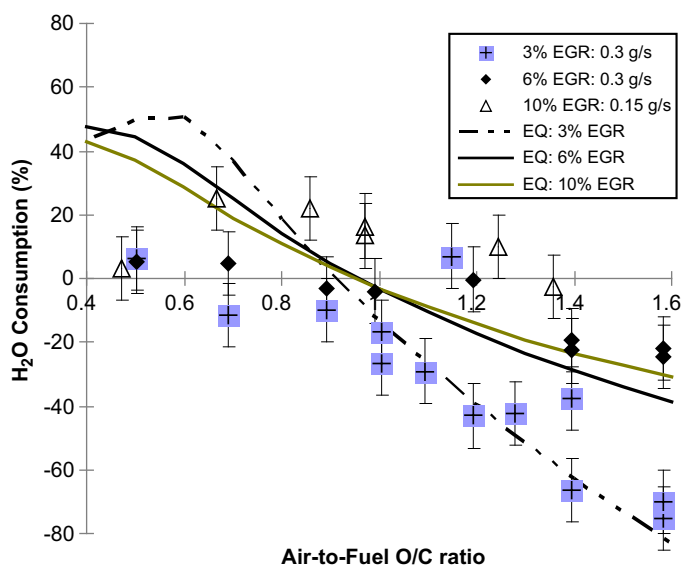 80
60
40
20
0
-20
-40
-60
-80
0.4
0.6
0.8
1.0
1.2
1.4
1.6
H₂O Consumption (%)
Air-to-Fuel O/C ratio
3% EGR: 0.3 g/s
6% EGR: 0.3 g/s
10% EGR: 0.15 g/s
EQ: 3% EGR
EQ: 6% EGR
EQ: 10% EGR